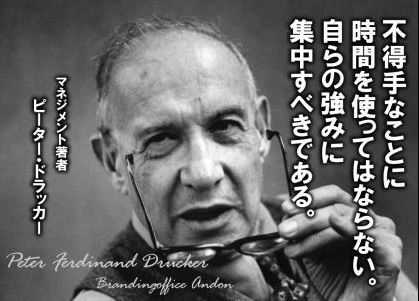 不得手なことに
時間を使ってはならない。
自らの強みに
集中すべきである。
マネジメント著者
ピーター・ドラッカー
Peter Ferdinand Drucker
Brandingoffice Andon